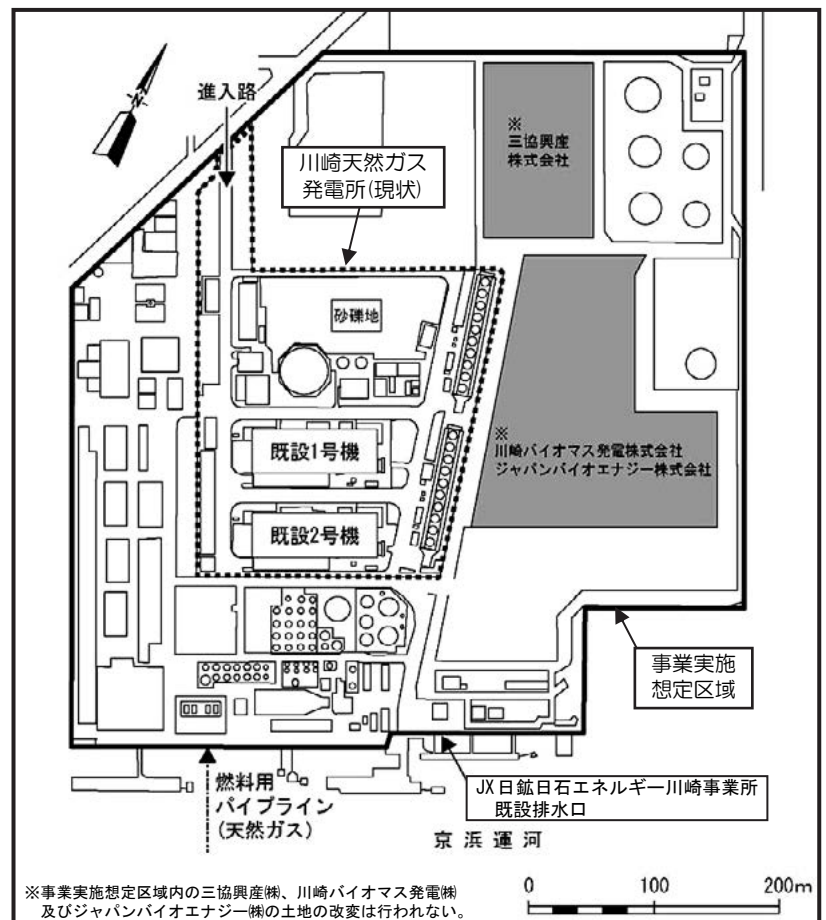 N
進入路
川崎天然ガス
発電所(現状)
※
三協興産
株式会社
砂礫地
既設1号機
※
川崎バイオマス発電株式会社
ジャパンバイオエナジー株式会社
既設2号機
事業実施
想定区域
燃料用
パイプライン
(天然ガス)
JX日鉱日石エネルギー川崎事業所
既設排水口
京浜運河
※事業実施想定区域内の三協興産㈱、川崎バイオマス発電㈱
及びジャパンバイオエナジー㈱の土地の改変は行われない。
0 100 200m